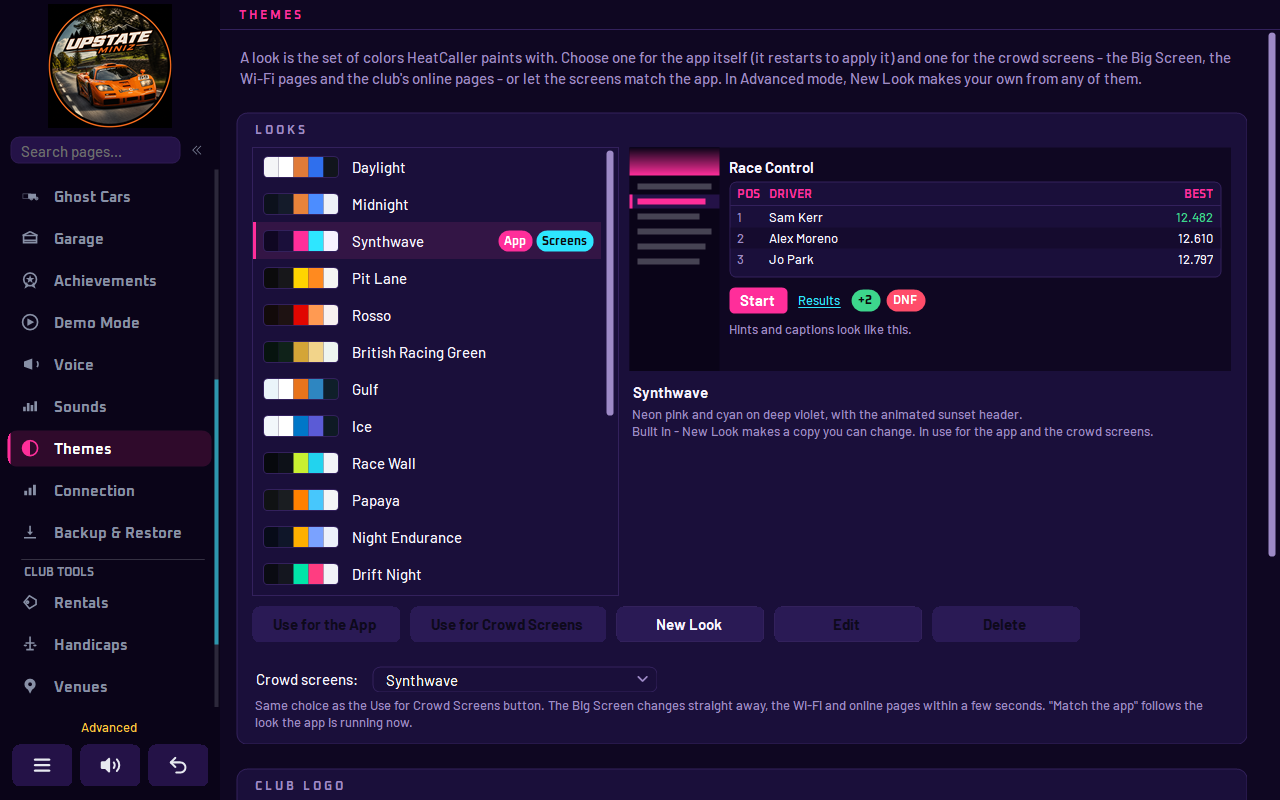 UPSTATE
MINIZ
Search pages...
Ghost Cars
Garage
Achievements
Demo Mode
Voice
Sounds
Themes
Connection
Backup & Restore
CLUB TOOLS
Rentals
Handicaps
Venues
Advanced
THEMES
A look is the set of colors HeatCaller paints with. Choose one for the app itself (it restarts to apply it) and one for the crowd screens - the Big Screen, the
Wi-Fi pages and the club's online pages - or let the screens match the app. In Advanced mode, New Look makes your own from any of them.
LOOKS
Daylight
Midnight
Synthwave App Screens
Pit Lane
Rosso
British Racing Green
Gulf
Ice
Race Wall
Papaya
Night Endurance
Drift Night
Race Control
POS DRIVER BEST
1 Sam Kerr 12.482
2 Alex Moreno 12.610
3 Jo Park 12.797
Start Results +2 DNF
Hints and captions look like this.
Synthwave
Neon pink and cyan on deep violet, with the animated sunset header.
Built in - New Look makes a copy you can change. In use for the app and the crowd screens.
Use for the App Use for Crowd Screens New Look Edit Delete
Crowd screens: Synthwave
Same choice as the Use for Crowd Screens button. The Big Screen changes straight away, the Wi-Fi and online pages within a few seconds. "Match the app" follows the
look the app is running now.
CLUB LOGO